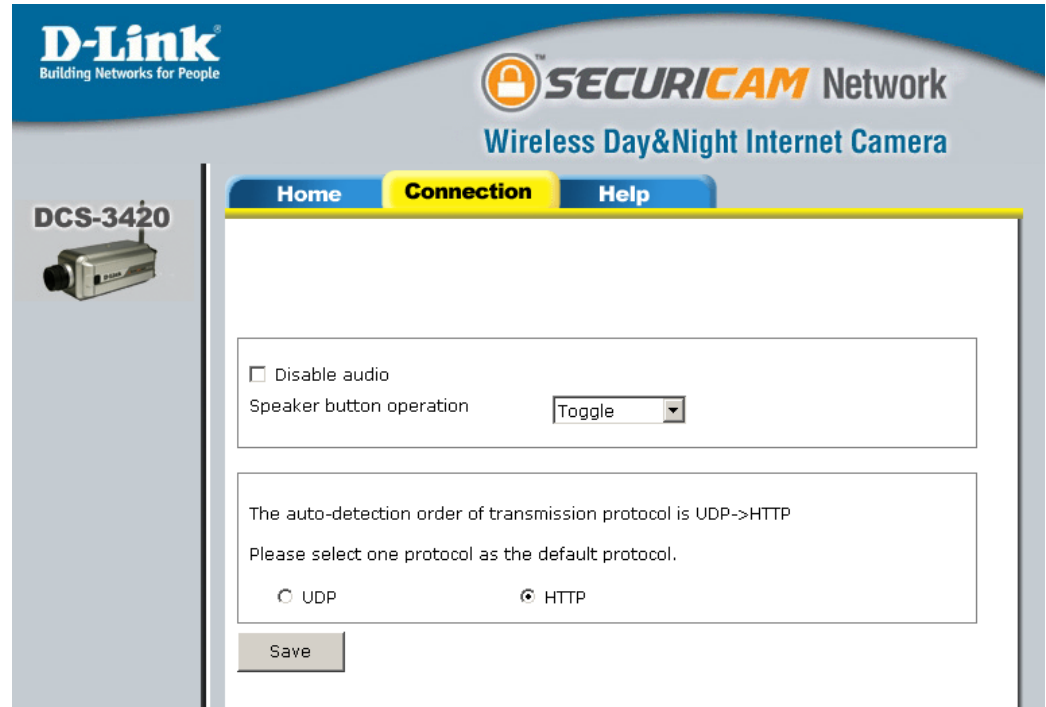 D-Link®
Building Networks for People
™SECURICAM Network
Wireless Day&Night Internet Camera
Home
Connection
Help
DCS-3420
D-Link
Disable audio
Speaker button operation
Toggle
The auto-detection order of transmission protocol is UDP->HTTP
Please select one protocol as the default protocol.
UDP
HTTP
Save